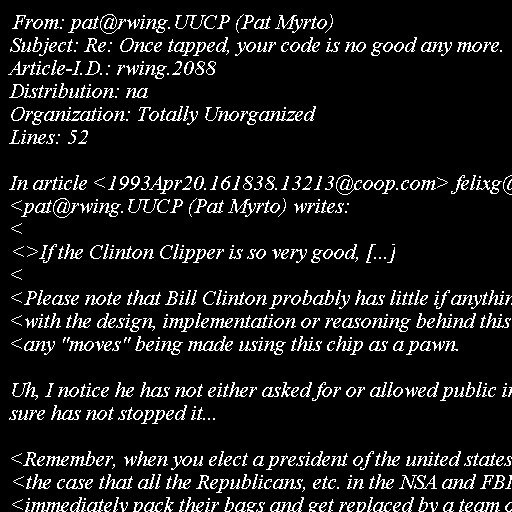 From: pat@rwing.UUCP (Pat Myrto)
Subject: Re: Once tapped, your code is no good any more.
Article-I.D.: rwing.2088
Distribution: na
Organization: Totally Unorganized
Lines: 52

In article <1993Apr20.161838.13213@coop.com> felixg@
<pat@rwing.UUCP (Pat Myrto) writes:
<
<>If the Clinton Clipper is so very good, [...]
<
<Please note that Bill Clinton probably has little if anythin
<with the design, implementation or reasoning behind this
<any "moves" being made using this chip as a pawn.

Uh, I notice he has not either asked for or allowed public in
sure has not stopped it...

<Remember, when you elect a president of the united states
<the case that all the Republicans, etc. in the NSA and FBI
<immediately pack their bags and get replaced by a team o